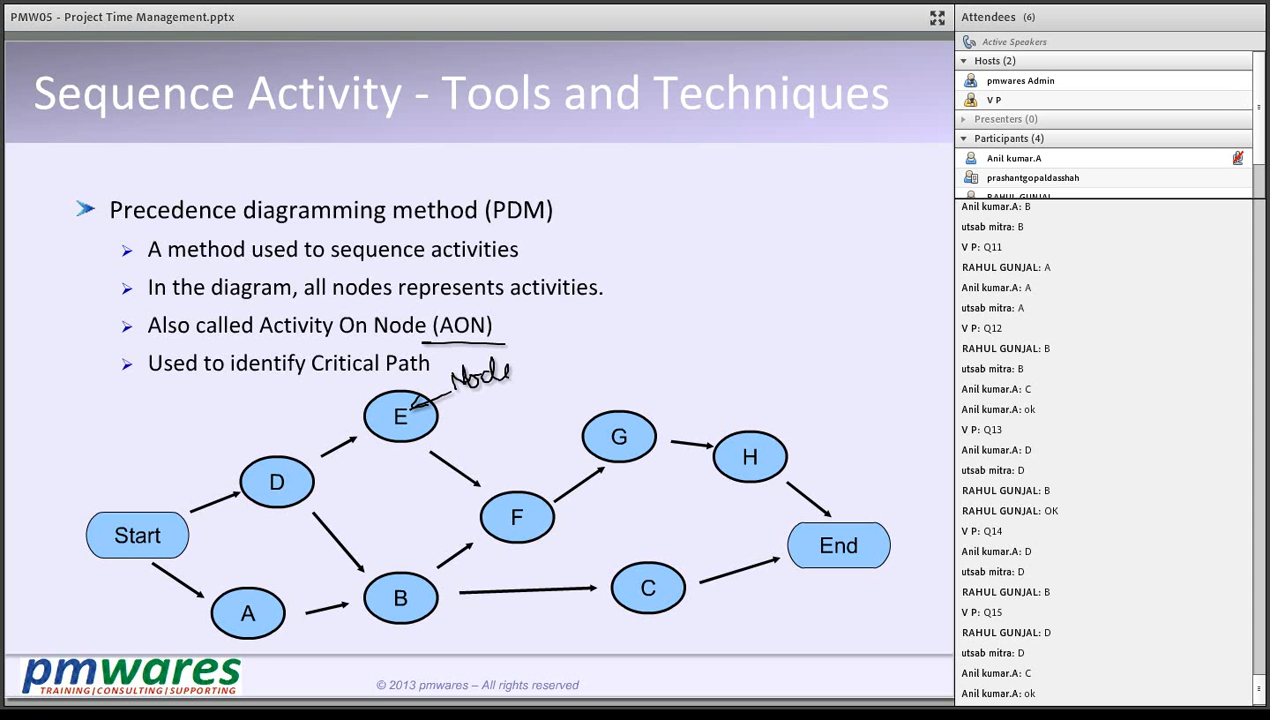 PMW05 - Project Time Management.pptx
Sequence Activity - Tools and Techniques
Precedence diagramming method (PDM)
A method used to sequence activities
In the diagram, all nodes represents activities.
Also called Activity On Node (AON)
Used to identify Critical Path
Node
E
G
H
D
F
Start
End
A
B
C
pmwares
TRAINING|CONSULTING|SUPPORTING
© 2013 pmwares – All rights reserved
Attendees (6)
Active Speakers
Hosts (2)
pmwares Admin
V P
Presenters (0)
Participants (4)
Anil kumar.A
prashantgopaldasshah
RAHUL GUNJAL
Anil kumar.A: B
utsab mitra: B
V P: Q11
RAHUL GUNJAL: A
Anil kumar.A: A
utsab mitra: A
V P: Q12
RAHUL GUNJAL: B
utsab mitra: B
Anil kumar.A: C
Anil kumar.A: ok
V P: Q13
Anil kumar.A: D
utsab mitra: D
RAHUL GUNJAL: B
RAHUL GUNJAL: OK
V P: Q14
Anil kumar.A: D
utsab mitra: D
RAHUL GUNJAL: B
V P: Q15
RAHUL GUNJAL: D
utsab mitra: D
Anil kumar.A: C
Anil kumar.A: ok